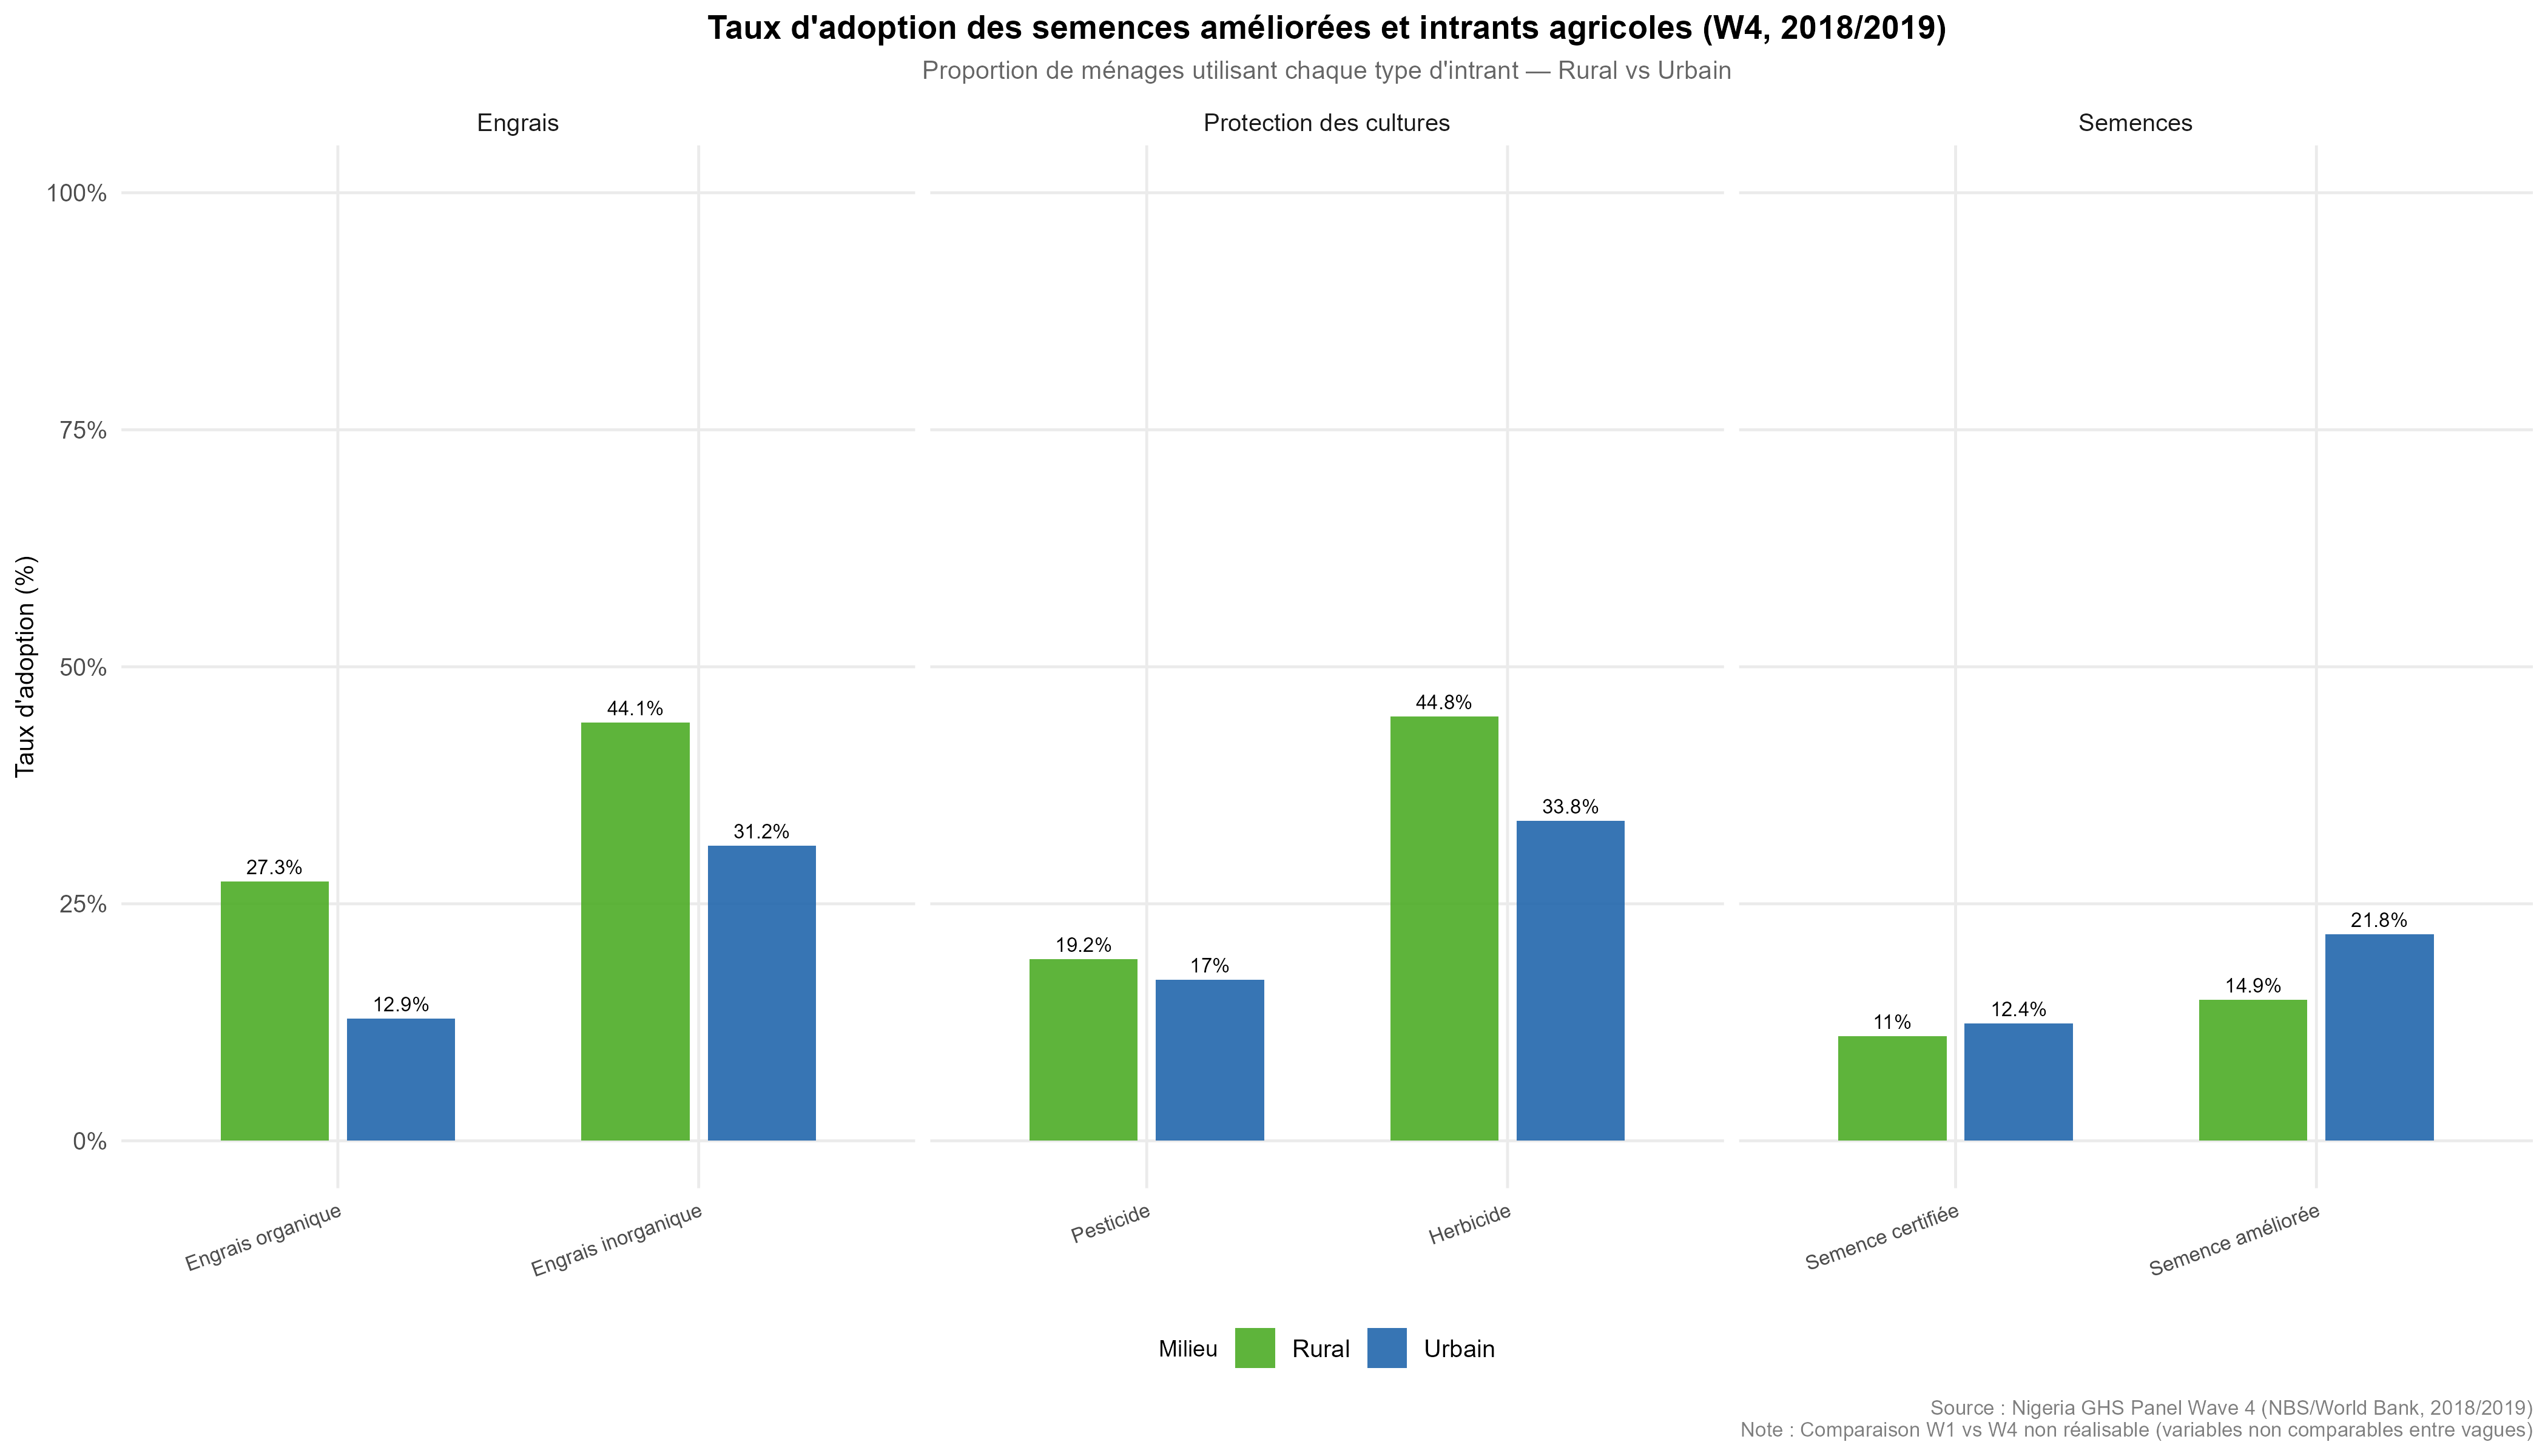 Taux d'adoption des semences améliorées et intrants agricoles (W4, 2018/2019)
Proportion de ménages utilisant chaque type d'intrant — Rural vs Urbain
Engrais
Protection des cultures
Semences
Taux d'adoption (%)
100%
75%
50%
25%
0%
27.3%
12.9%
44.1%
31.2%
19.2%
17%
44.8%
33.8%
11%
12.4%
14.9%
21.8%
Engrais organique
Engrais inorganique
Pesticide
Herbicide
Semence certifiée
Semence améliorée
Milieu
Rural
Urbain
Source : Nigeria GHS Panel Wave 4 (NBS/World Bank, 2018/2019)
Note : Comparaison W1 vs W4 non réalisable (variables non comparables entre vagues)